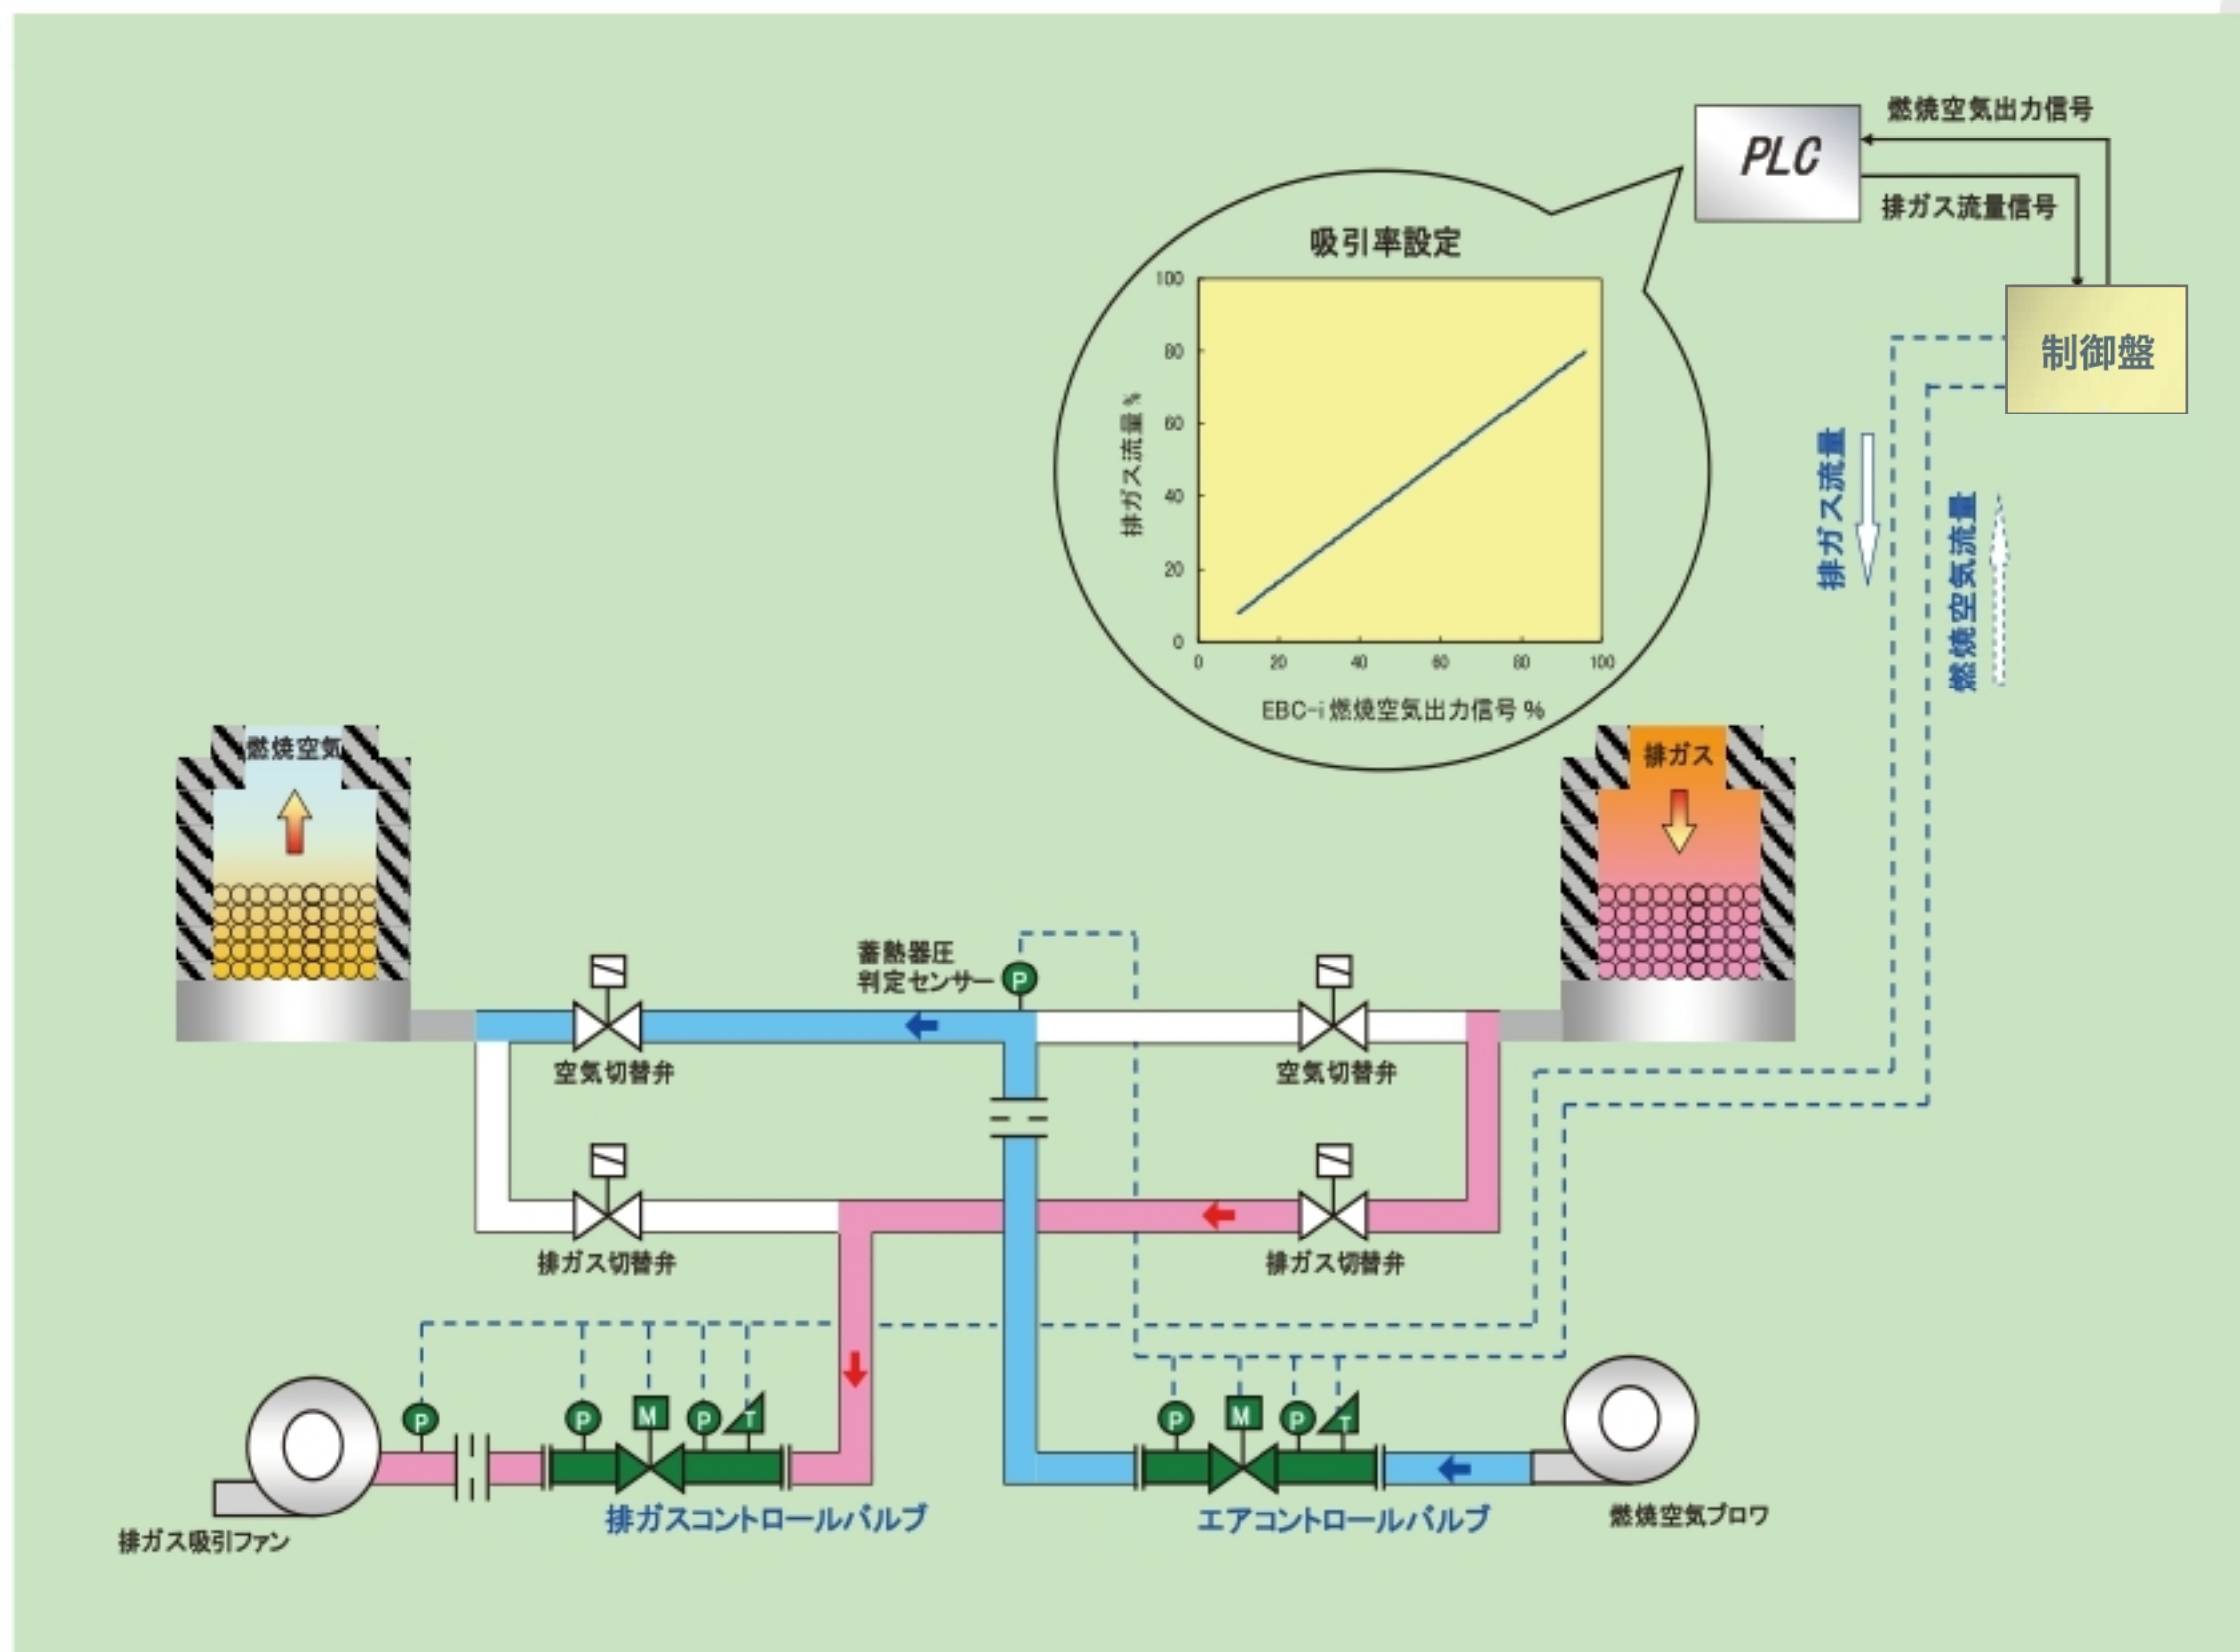 燃焼空気出力信号
PLC
排ガス流量信号
制御盤
吸引率設定
100
80
60
40
20
0
排ガス流量 %
0 20 40 60 80 100
EBC-i 燃焼空気出力信号 %
排ガス流量
燃焼空気流量
燃焼空気
排ガス
蓄熱器圧
判定センサー
P
空気切替弁
空気切替弁
排ガス切替弁
排ガス切替弁
P
P
M
P
T
P
M
P
T
排ガスコントロールバルブ
エアコントロールバルブ
燃焼空気ブロワ
排ガス吸引ファン